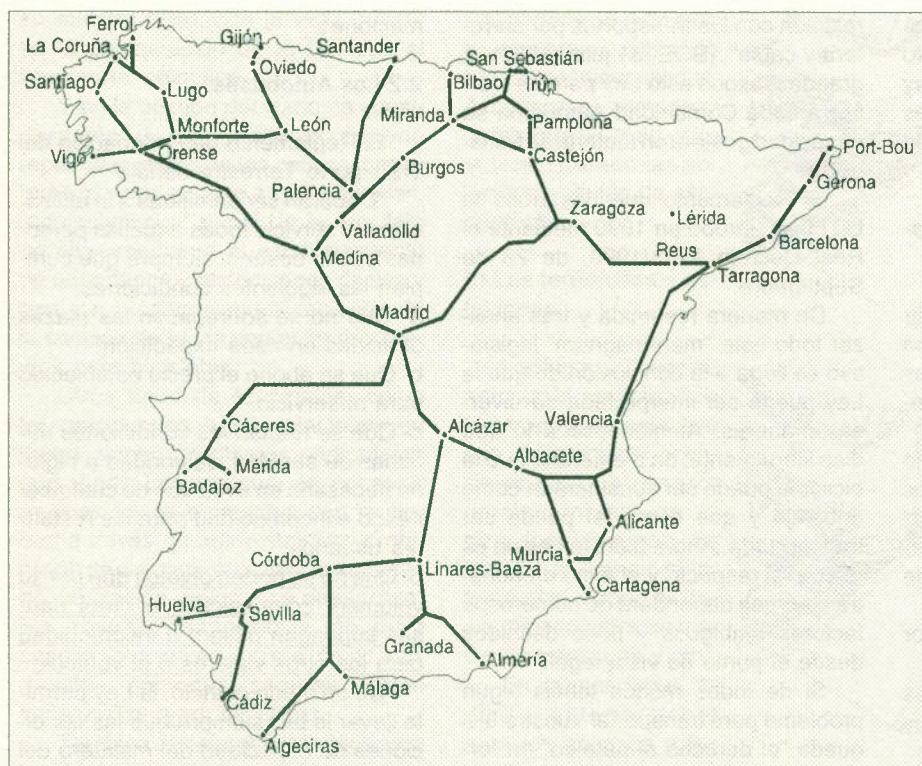 Ferrol
La Coruña
Gijón
Santander
Oviedo
San Sebastián
Bilbao
Irún
Santiago
Lugo
Monforte
León
Miranda
Pamplona
Vigo
Orense
Burgos
Castejón
Port-Bou
Gerona
Palencia
Valladolid
Zaragoza
Lérida
Barcelona
Medina
Reus
Tarragona
Madrid
Cáceres
Alcázar
Valencia
Mérida
Albacete
Badajoz
Alicante
Córdoba
Linares-Baeza
Murcia
Cartagena
Huelva
Sevilla
Granada
Almería
Cádiz
Málaga
Algeciras